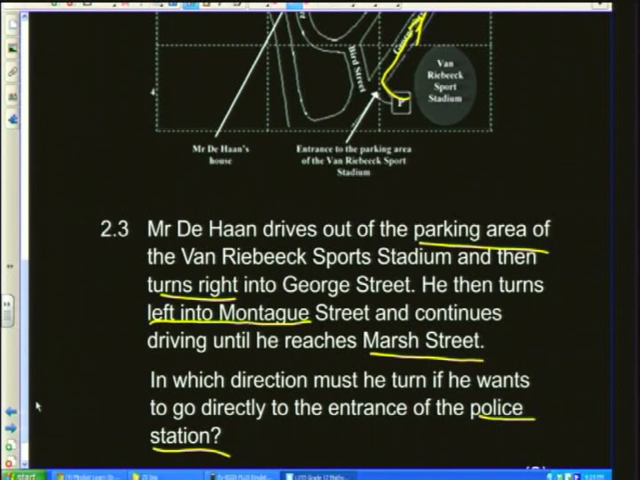 Bird Street
Van
Riebeeck
Sport
Stadium
4
P
Mr De Haan's
house
Entrance to the parking area
of the Van Riebeeck Sport
Stadium
2.3 Mr De Haan drives out of the parking area of
the Van Riebeeck Sports Stadium and then
turns right into George Street. He then turns
left into Montague Street and continues
driving until he reaches Marsh Street.
In which direction must he turn if he wants
to go directly to the entrance of the police
station?
start